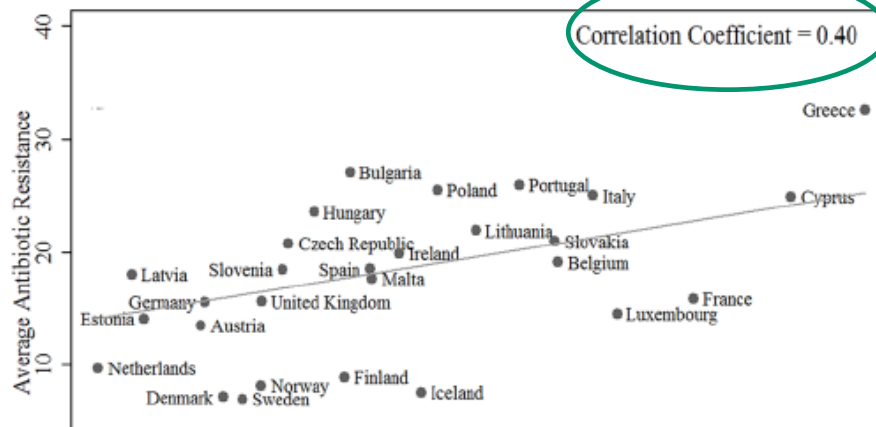 40
Correlation Coefficient = 0.40
Greece
30
Bulgaria
Poland
Portugal
Italy
Cyprus
Hungary
Lithuania
Czech Republic
Ireland
Slovakia
20
Slovenia
Spain
Belgium
Latvia
Malta
Germany
United Kingdom
France
Estonia
Austria
Luxembourg
10
Netherlands
Norway
Finland
Iceland
Denmark
Sweden
Average Antibiotic Resistance